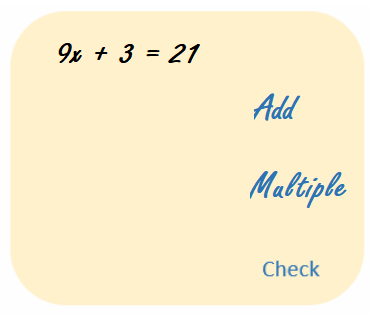 9x + 3 = 21
Add
Multiple
Check